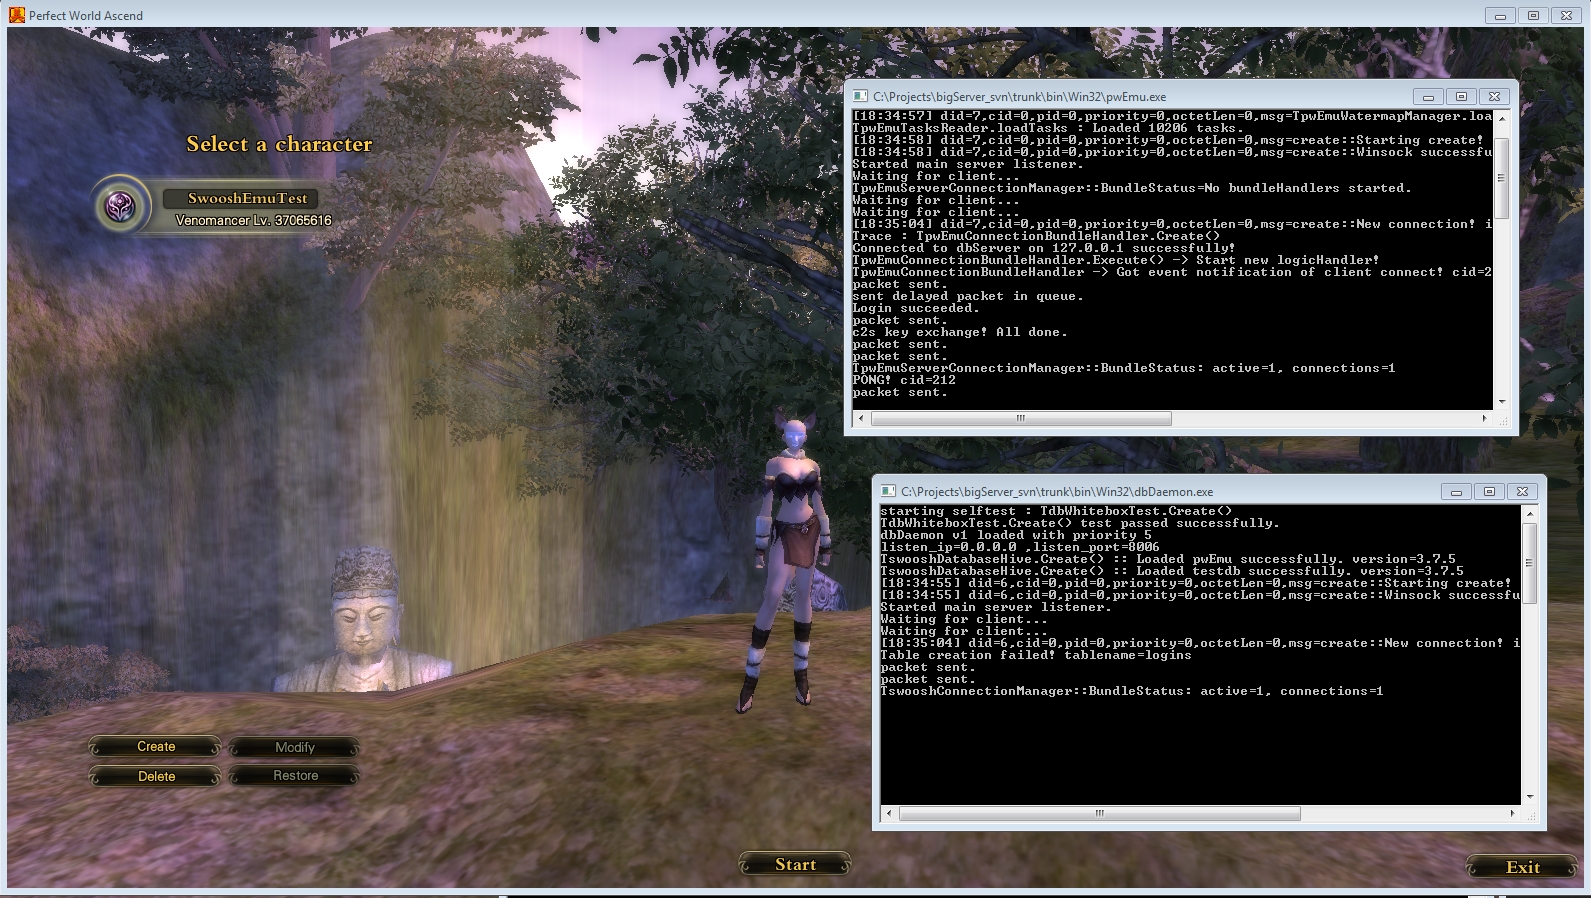 Perfect World Ascend
Select a character
SwooshEmuTest
Venomancer Lv. 37065616
C:\Projects\bigServer_svn\trunk\bin\Win32\pwEmu.exe
[18:34:57] did=7,cid=0,pid=0,priority=0,octetLen=0,msg=TpwEmuWatermapManager.loa
TpwEmuTasksReader.loadTasks : Loaded 10206 tasks.
[18:34:58] did=7,cid=0,pid=0,priority=0,octetLen=0,msg=create::Starting create!
[18:34:58] did=7,cid=0,pid=0,priority=0,octetLen=0,msg=create::Winsock successfu
Started main server listener.
Waiting for client...
TpwEmuServerConnectionManager::BundleStatus=No bundleHandlers started.
Waiting for client...
Waiting for client...
[18:35:04] did=7,cid=0,pid=0,priority=0,octetLen=0,msg=create::New connection! i
Trace : TpwEmuConnectionBundleHandler.Create()
Connected to dbServer on 127.0.0.1 successfully!
TpwEmuConnectionBundleHandler.Execute() -> Start new logicHandler!
TpwEmuConnectionBundleHandler -> Got event notification of client connect! cid=2
packet sent.
sent delayed packet in queue.
Login succeeded.
packet sent.
c2s key exchange! All done.
packet sent.
packet sent.
TpwEmuServerConnectionManager::BundleStatus: active=1, connections=1
PONG! cid=212
packet sent.
C:\Projects\bigServer_svn\trunk\bin\Win32\dbDaemon.exe
starting selftest : TdbWhiteboxTest.Create()
TdbWhiteboxTest.Create() test passed successfully.
dbDaemon v1 loaded with priority 5
listen_ip=0.0.0.0 ,listen_port=8006
TswooshDatabaseHive.Create() :: Loaded pwEmu successfully. version=3.7.5
TswooshDatabaseHive.Create() :: Loaded testdb successfully. version=3.7.5
[18:34:55] did=6,cid=0,pid=0,priority=0,octetLen=0,msg=create::Starting create!
[18:34:55] did=6,cid=0,pid=0,priority=0,octetLen=0,msg=create::Winsock successfu
Started main server listener.
Waiting for client...
Waiting for client...
[18:35:04] did=6,cid=0,pid=0,priority=0,octetLen=0,msg=create::New connection! i
Table creation failed! tablename=logins
packet sent.
packet sent.
TswooshConnectionManager::BundleStatus: active=1, connections=1
Create
Modify
Delete
Restore
Start
Exit